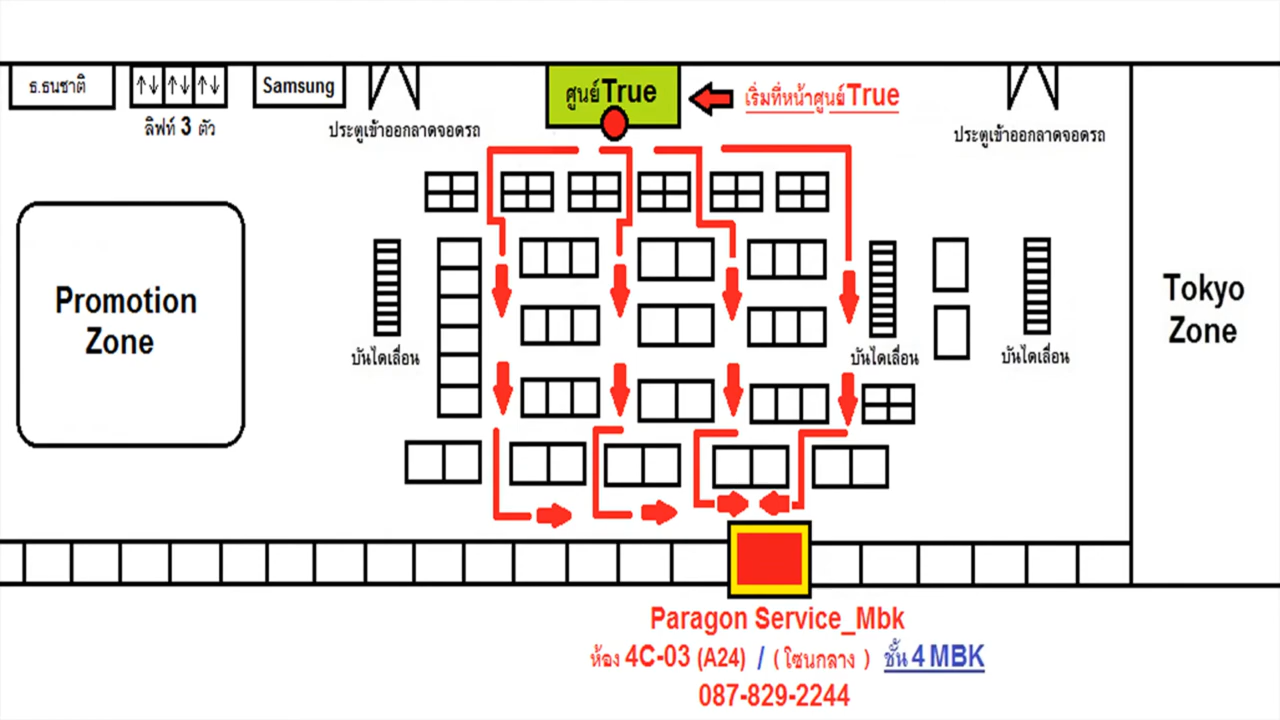 ธ.ธนชาติ
ลิฟท์ 3 ตัว
Samsung
ประตูเข้าออกลาดจอดรถ
ศูนย์True
เริ่มที่หน้าศูนย์True
ประตูเข้าออกลาดจอดรถ
Promotion
Zone
บันไดเลื่อน
บันไดเลื่อน
บันไดเลื่อน
Tokyo
Zone
Paragon Service_Mbk
ห้อง 4C-03 (A24) / ( โซนกลาง ) ชั้น 4 MBK
087-829-2244